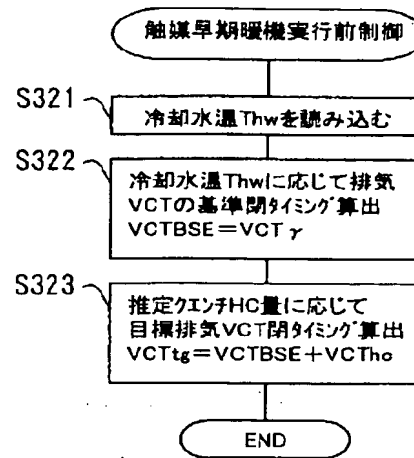 触媒早期暖機実行前制御
S321
冷却水温Thwを読み込む
S322
冷却水温Thwに応じて排気
VCTの基準閉タイミング算出
VCTBSE=VCTγ
S323
推定クエンチHC量に応じて
目標排気VCT閉タイミング算出
VCTtg=VCTBSE+VCThc
END